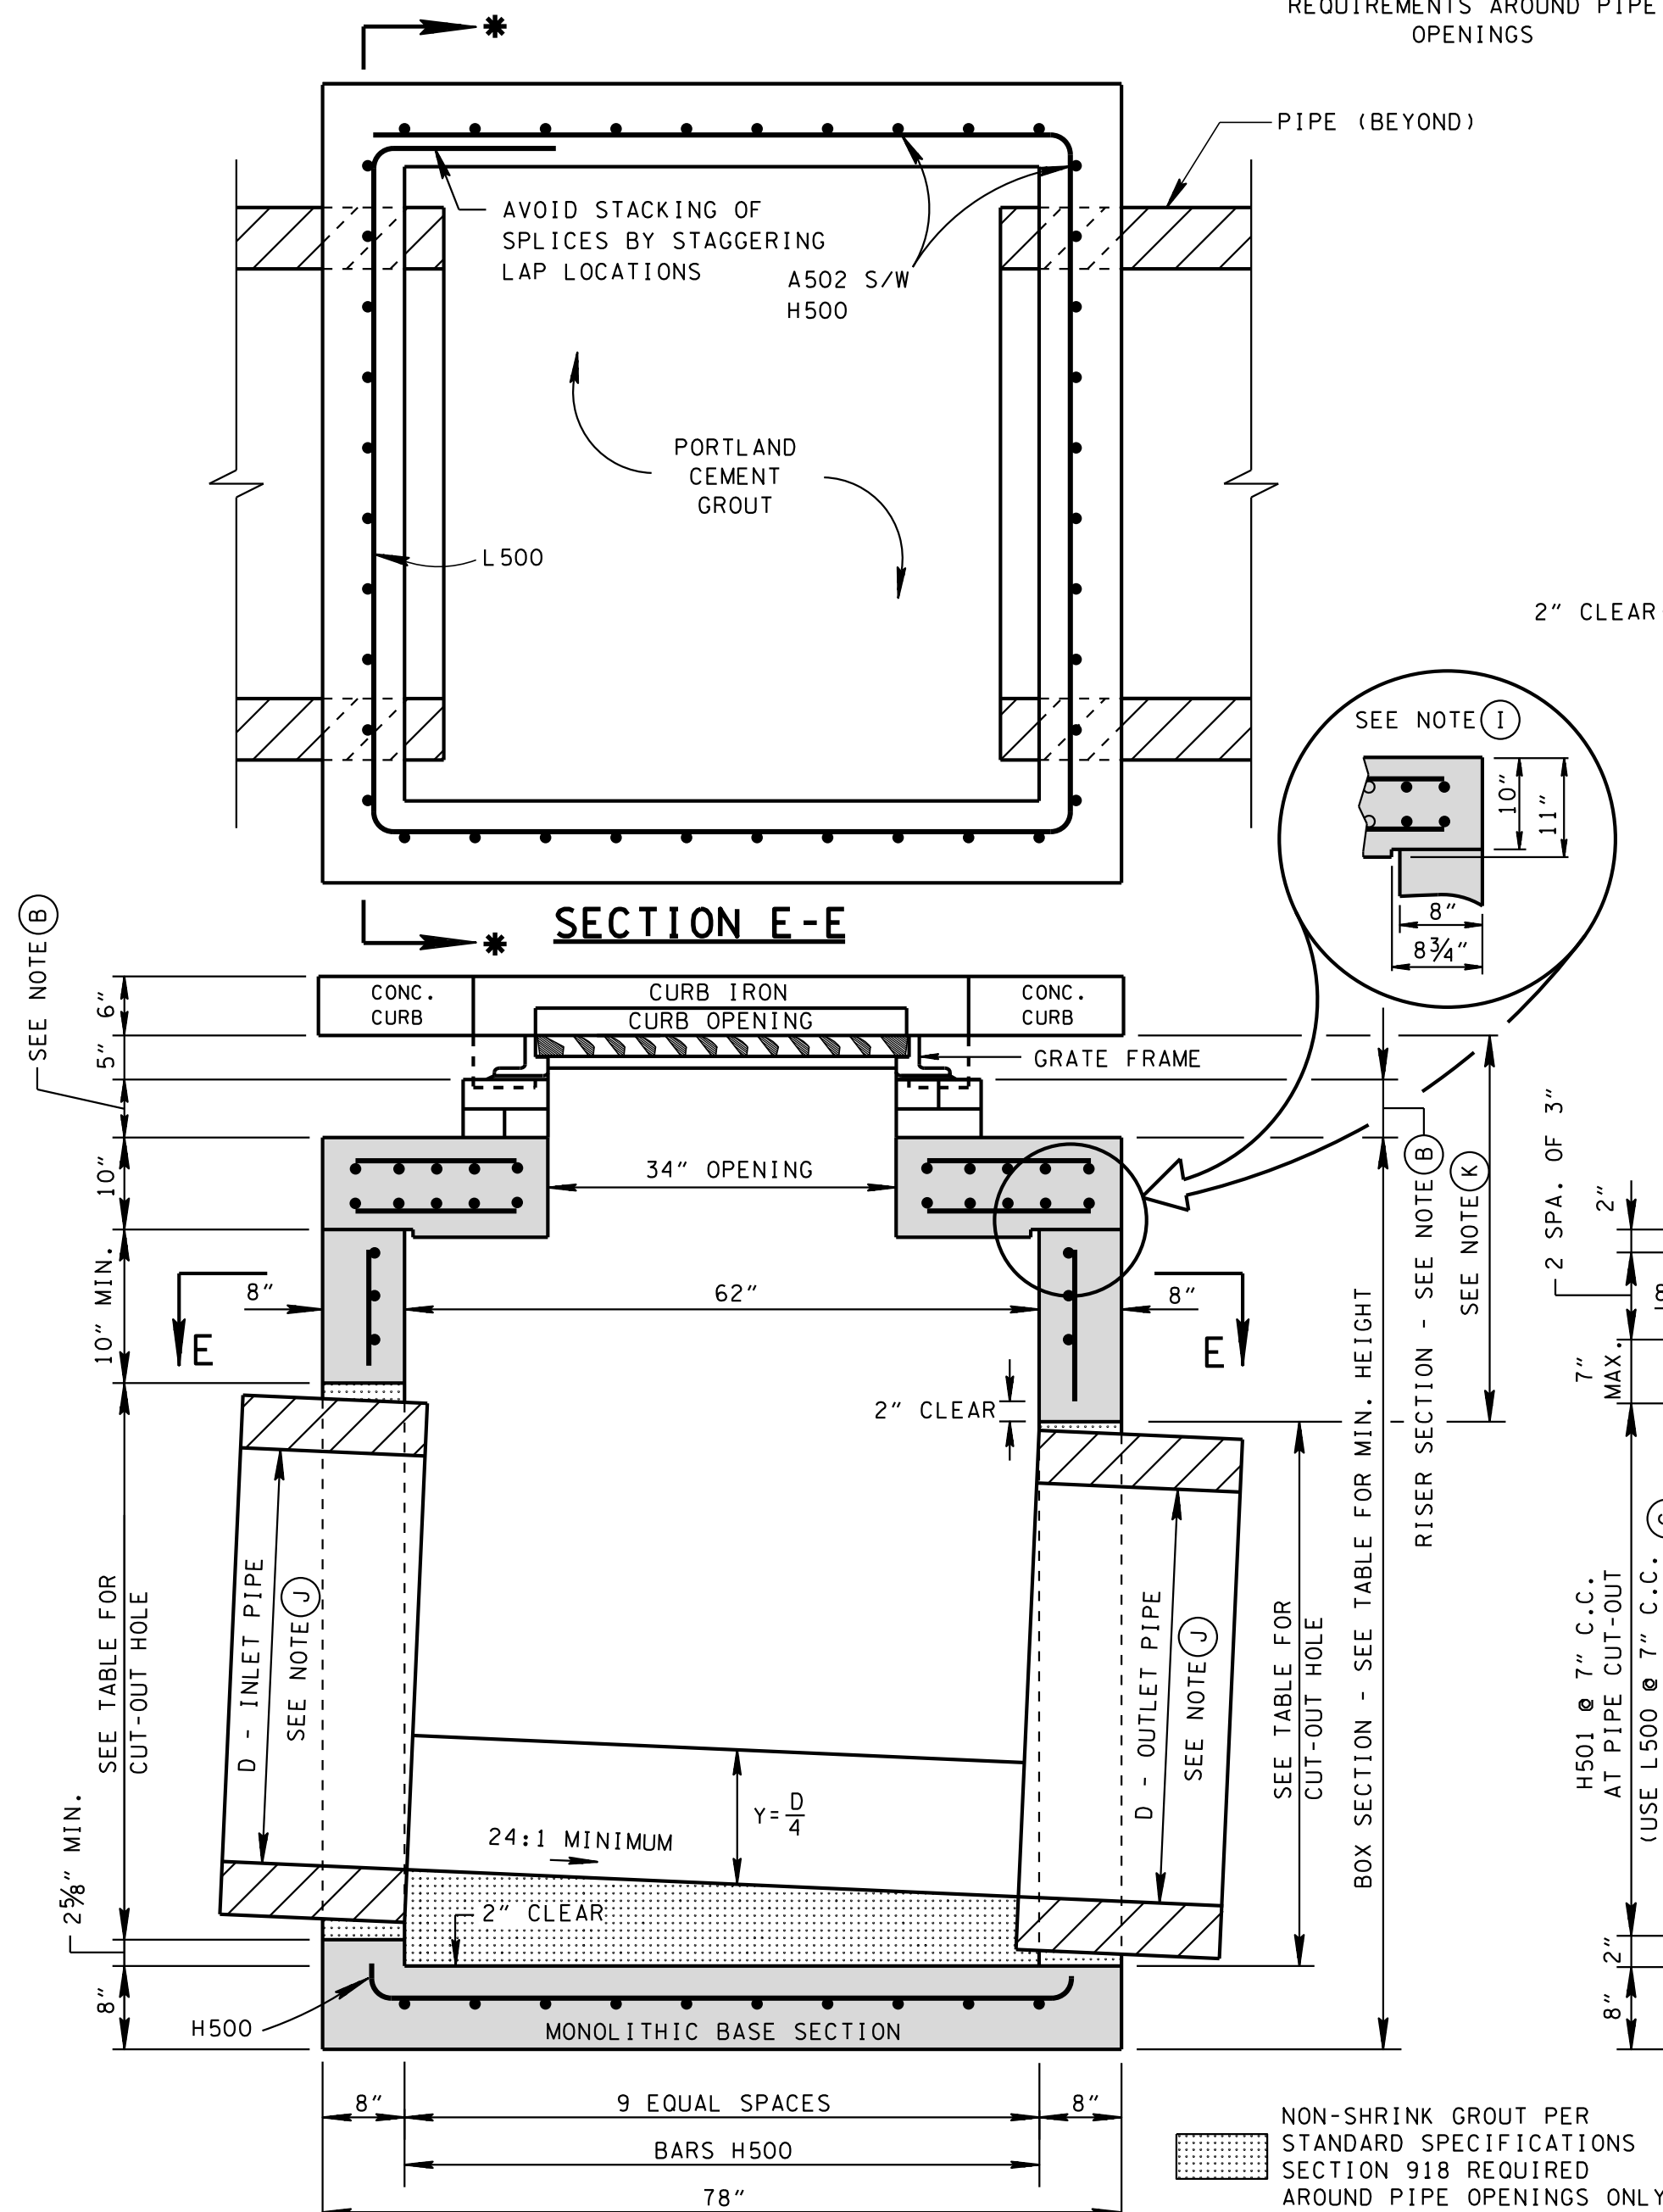 REQUIREMENTS AROUND PIPE
OPENINGS
PIPE (BEYOND)
AVOID STACKING OF
SPLICES BY STAGGERING
LAP LOCATIONS
A502 S/W
H500
PORTLAND
CEMENT
GROUT
L500
2" CLEAR
SEE NOTE I
10"
11"
8"
8¾"
SECTION E-E
SEE NOTE B
6"
5"
10"
10" MIN.
CONC.
CURB
CURB IRON
CURB OPENING
CONC.
CURB
GRATE FRAME
34" OPENING
8"
62"
8"
E
E
2" CLEAR
SEE TABLE FOR
CUT-OUT HOLE
D - INLET PIPE
SEE NOTE J
D - OUTLET PIPE
SEE NOTE J
SEE TABLE FOR
CUT-OUT HOLE
BOX SECTION - SEE TABLE FOR MIN. HEIGHT
RISER SECTION - SEE NOTE B
SEE NOTE K
2 SPA. OF 3"
2"
7"
MAX.
H501 @ 7" C.C.
AT PIPE CUT-OUT
(USE L500 @ 7" C.C.
2"
8"
Y=D/4
24:1 MINIMUM
2⅝" MIN.
2" CLEAR
8"
H500
MONOLITHIC BASE SECTION
8"
9 EQUAL SPACES
8"
BARS H500
78"
NON-SHRINK GROUT PER
STANDARD SPECIFICATIONS
SECTION 918 REQUIRED
AROUND PIPE OPENINGS ONLY